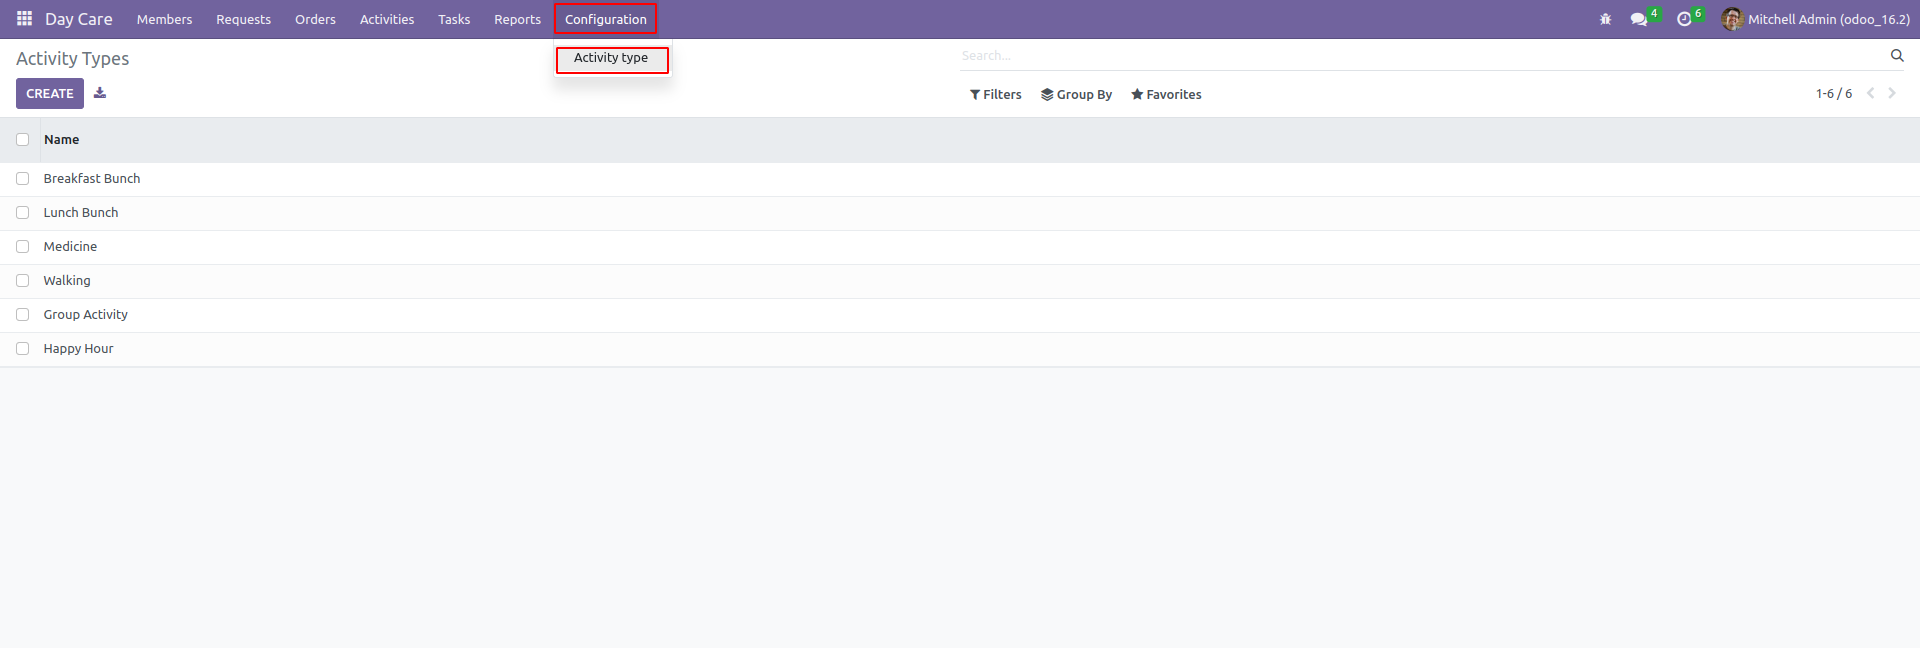 Day Care Members Requests Orders Activities Tasks Reports Configuration 4 6 Mitchell Admin (odoo_16.2)
Activity Types Activity type Search...
CREATE Filters Group By Favorites 1-6 / 6
Name
Breakfast Bunch
Lunch Bunch
Medicine
Walking
Group Activity
Happy Hour